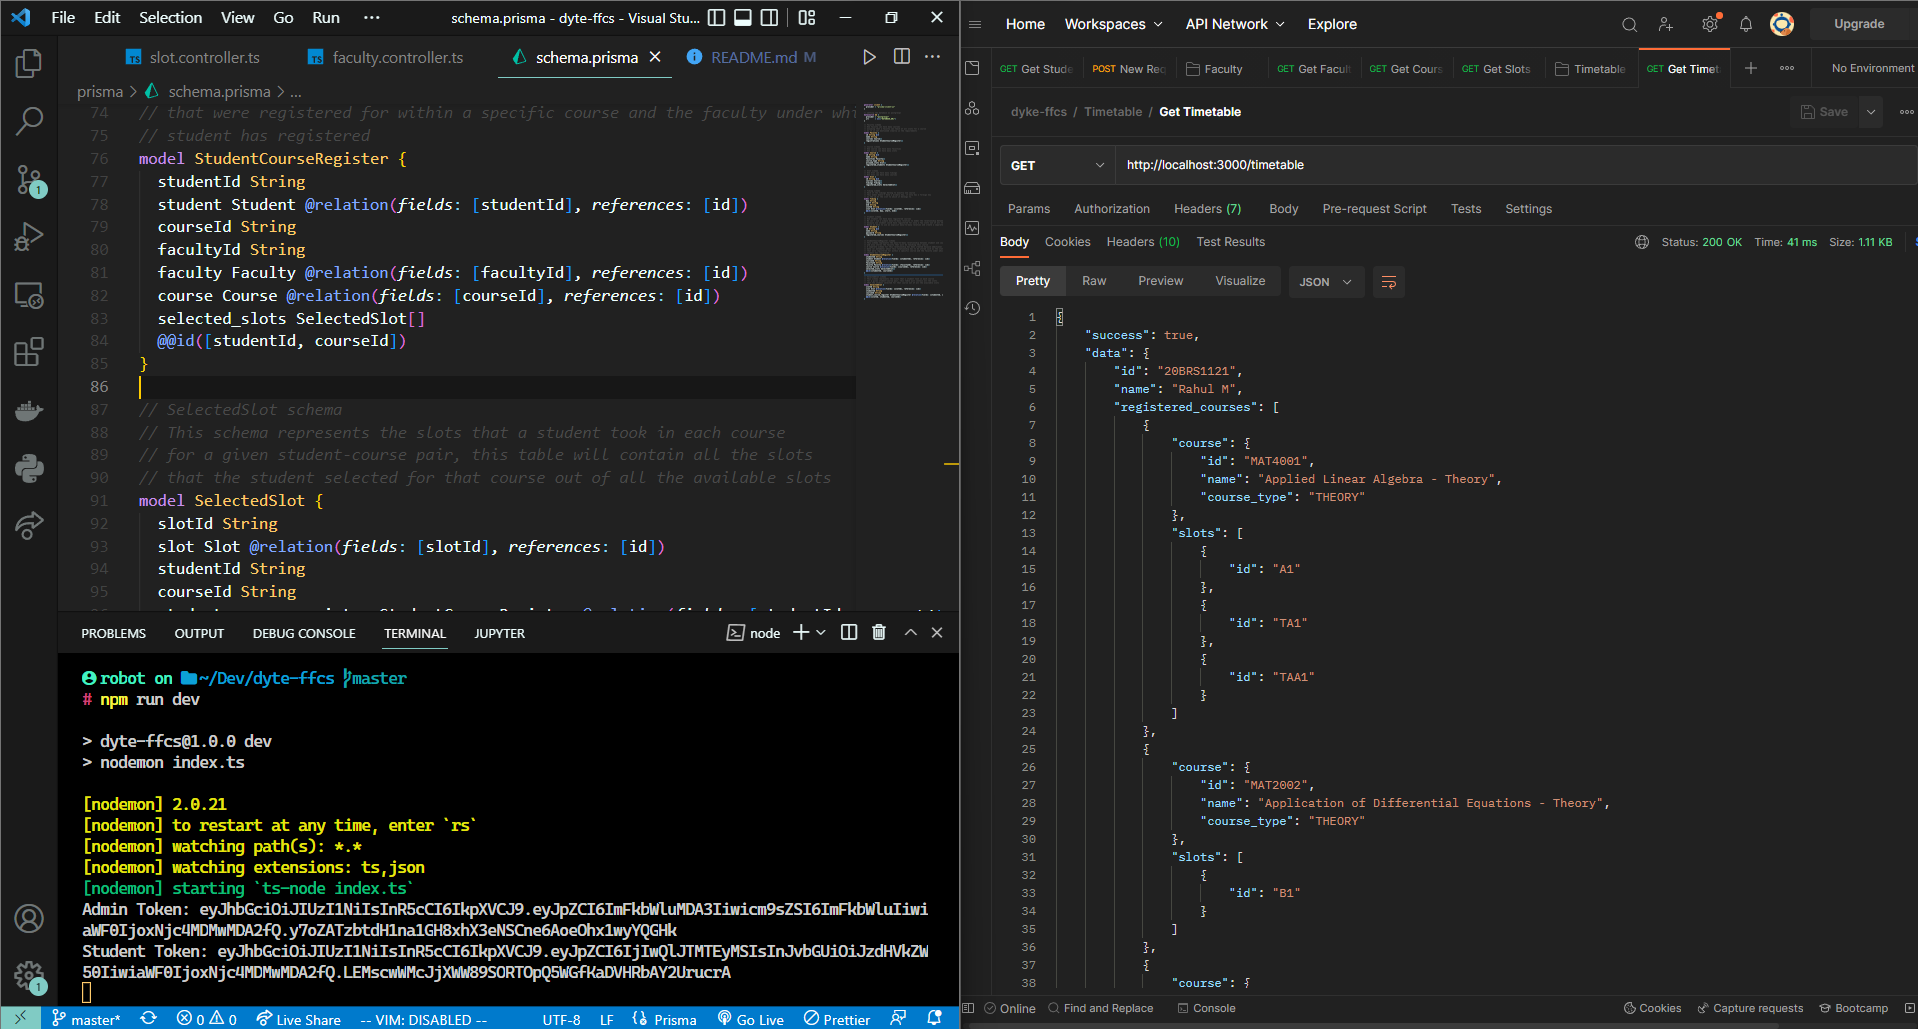 File Edit Selection View Go Run ··· schema.prisma - dyte-ffcs - Visual Stu...
slot.controller.ts faculty.controller.ts schema.prisma README.md M
prisma > schema.prisma > ...
74 // that were registered for within a specific course and the faculty under whi
75 // student has registered
76 model StudentCourseRegister {
77 studentId String
78 student Student @relation(fields: [studentId], references: [id])
79 courseId String
80 facultyId String
81 faculty Faculty @relation(fields: [facultyId], references: [id])
82 course Course @relation(fields: [courseId], references: [id])
83 selected_slots SelectedSlot[]
84 @@id([studentId, courseId])
85 }
86
87 // SelectedSlot schema
88 // This schema represents the slots that a student took in each course
89 // for a given student-course pair, this table will contain all the slots
90 // that the student selected for that course out of all the available slots
91 model SelectedSlot {
92 slotId String
93 slot Slot @relation(fields: [slotId], references: [id])
94 studentId String
95 courseId String
PROBLEMS OUTPUT DEBUG CONSOLE TERMINAL JUPYTER node
robot on ~/Dev/dyte-ffcs master
# npm run dev
> dyte-ffcs@1.0.0 dev
> nodemon index.ts
[nodemon] 2.0.21
[nodemon] to restart at any time, enter `rs`
[nodemon] watching path(s): *.*
[nodemon] watching extensions: ts,json
[nodemon] starting `ts-node index.ts`
Admin Token: eyJhbGciOiJIUzI1NiIsInR5cCI6IkpXVCJ9.eyJpZCI6ImFkbWluMDA3Iiwicm9sZSI6ImFkbWluIiwi
aWF0IjoxNjc4MDMwMDA2fQ.y7oZATzbtdH1na1GH8xhX3eNSCne6AoeOhx1wyYQGHk
Student Token: eyJhbGciOiJIUzI1NiIsInR5cCI6IkpXVCJ9.eyJpZCI6IjIwQlJTMTEyMSIsInJvbGUiOiJzdHVkZW
50IiwiaWF0IjoxNjc4MDMwMDA2fQ.LEMscwWMcJjXWW89SORTOpQ5WGfKaDVHRbAY2UrucrA
1
1
master* 0 0 Live Share -- VIM: DISABLED -- UTF-8 LF Prisma Go Live Prettier
Home Workspaces API Network Explore Upgrade
GET Get Stude POST New Req Faculty GET Get Facul GET Get Cours GET Get Slots Timetable GET Get Timet No Environment
dyke-ffcs / Timetable / Get Timetable Save
GET http://localhost:3000/timetable
Params Authorization Headers (7) Body Pre-request Script Tests Settings
Body Cookies Headers (10) Test Results Status: 200 OK Time: 41 ms Size: 1.11 KB
Pretty Raw Preview Visualize JSON
1 {
2 "success": true,
3 "data": {
4 "id": "20BRS1121",
5 "name": "Rahul M",
6 "registered_courses": [
7 {
8 "course": {
9 "id": "MAT4001",
10 "name": "Applied Linear Algebra - Theory",
11 "course_type": "THEORY"
12 },
13 "slots": [
14 {
15 "id": "A1"
16 },
17 {
18 "id": "TA1"
19 },
20 {
21 "id": "TAA1"
22 }
23 ]
24 },
25 {
26 "course": {
27 "id": "MAT2002",
28 "name": "Application of Differential Equations - Theory",
29 "course_type": "THEORY"
30 },
31 "slots": [
32 {
33 "id": "B1"
34 }
35 ]
36 },
37 {
38 "course": {
Online Find and Replace Console Cookies Capture requests Bootcamp